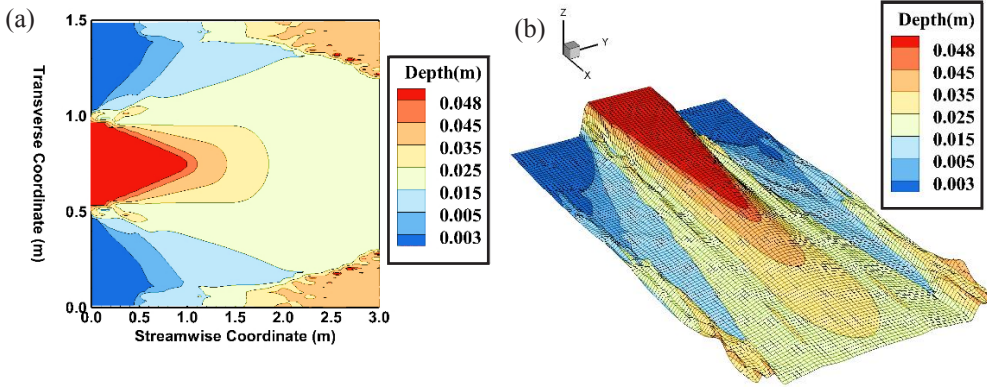 (a)
1.5
1.0
0.5
0.0
Transverse Coordinate (m)
0.0 0.5 1.0 1.5 2.0 2.5 3.0
Streamwise Coordinate (m)
Depth(m)
0.048
0.045
0.035
0.025
0.015
0.005
0.003
(b)
Z
Y
X
Depth(m)
0.048
0.045
0.035
0.025
0.015
0.005
0.003